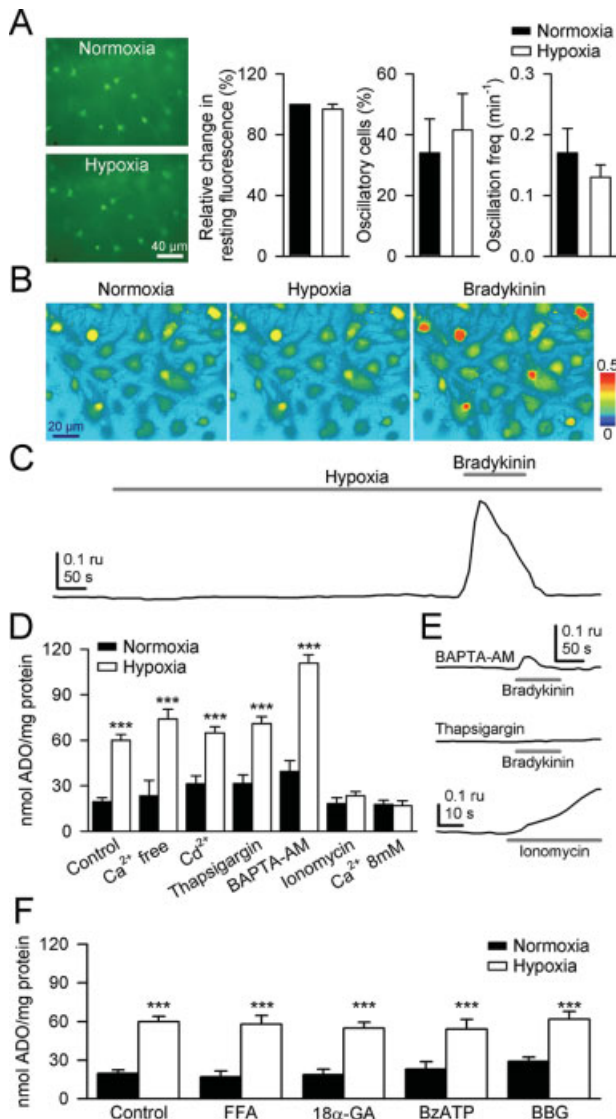 A
Normoxia
Hypoxia
40 µm
Relative change in
resting fluorescence (%)
120
80
40
0
Oscillatory cells (%)
60
40
20
0
Oscillation freq (min⁻¹)
0.3
0.2
0.1
0
Normoxia
Hypoxia
B
Normoxia Hypoxia Bradykinin
20 µm
0.5
0
C
Hypoxia
Bradykinin
0.1 ru
50 s
D
nmol ADO/mg protein
120
90
60
30
0
Normoxia
Hypoxia
*** *** *** *** ***
Control
Ca²⁺ free
Cd²⁺
Thapsigargin
BAPTA-AM
Ionomycin
Ca²⁺ 8mM
E
0.1 ru
50 s
BAPTA-AM
Bradykinin
Thapsigargin
Bradykinin
0.1 ru
10 s
Ionomycin
F
nmol ADO/mg protein
120
90
60
30
0
Normoxia
Hypoxia
*** *** *** *** ***
Control FFA 18α-GA BzATP BBG